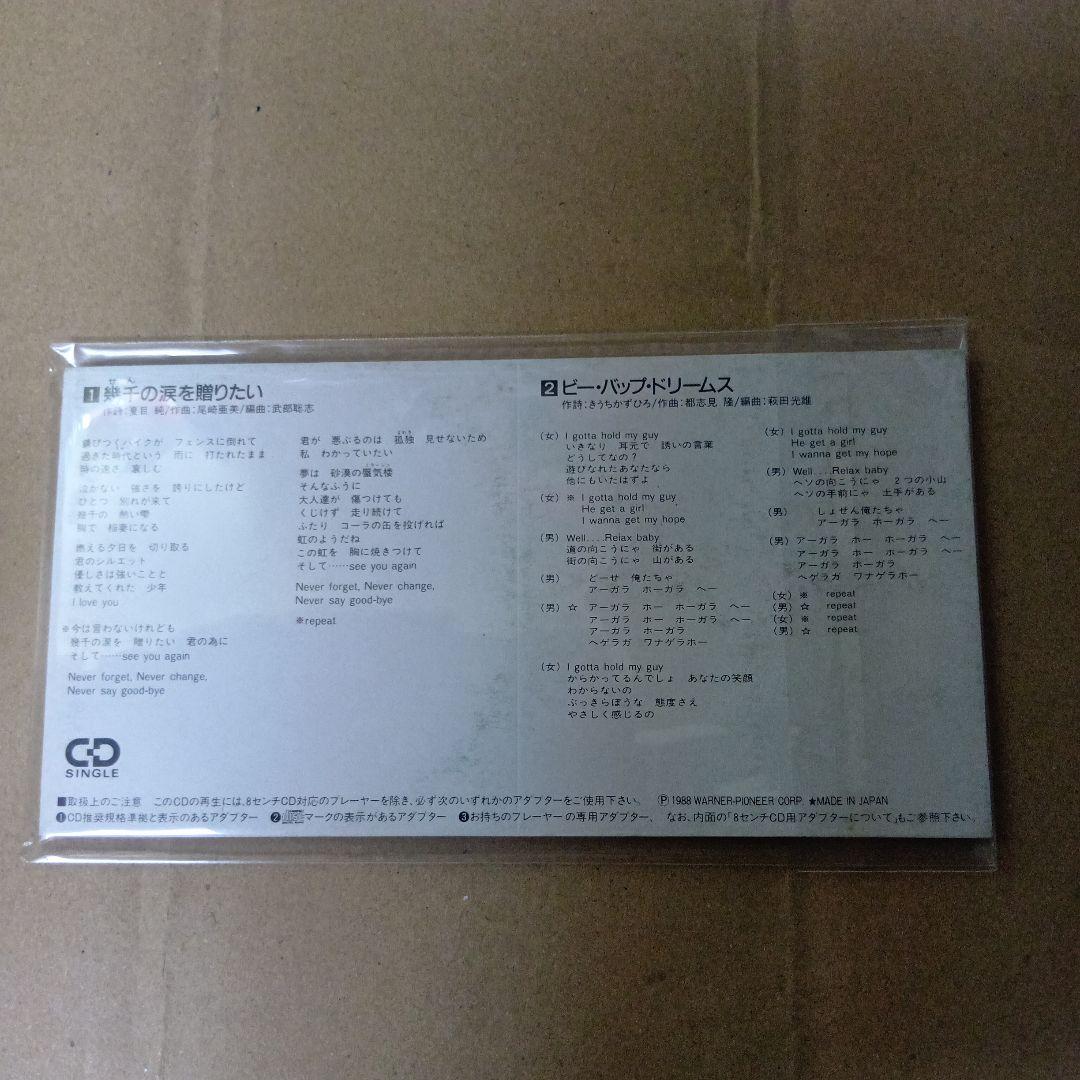 1 幾千の涙を贈りたい
作詩:夏目 純/作曲:尾崎亜美/編曲:武部聡志
錆びつくバイクが フェンスに倒れて
過ぎた時代という 雨に 打たれたまま
時の速さ 哀しむ
泣かない 強さを 誇りにしたけど
ひとつ 別れが来て
幾千の 熱い雫
胸で 稲妻になる
燃える夕日を 切り取る
君のシルエット
優しさは強いことと
教えてくれた 少年
I love you
※今は言わないけれども
幾千の涙を 贈りたい 君の為に
そして……see you again
Never forget, Never change,
Never say good-bye
君が 悪ぶるのは 孤独 見せないため
私 わかっていたい
夢は 砂漠の蜃気楼
そんなふうに
大人達が 傷つけても
くじけず 走り続けて
ふたり コーラの缶を投げれば
虹のようだね
この虹を 胸に焼きつけて
そして……see you again
Never forget, Never change,
Never say good-bye
※repeat
2 ビー・バップ・ドリームス
作詩:きうちかずひろ/作曲:都志見 隆/編曲:萩田光雄
(女) I gotta hold my guy
いきなり 耳元で 誘いの言葉
どうしてなの?
遊びなれたあなたなら
他にもいたはずよ
(女) ※ I gotta hold my guy
He get a girl
I wanna get my hope
(男) Well....Relax baby
道の向こうにゃ 街がある
街の向こうにゃ 山がある
(男) どーせ 俺たちゃ
アーガラ ホーガラ ヘー
(男) ☆ アーガラ ホー ホーガラ ヘー
アーガラ ホー ホーガラ ヘー
アーガラ ホーガラ
ヘゲラガ ワナゲラホー
(女) I gotta hold my guy
からかってるんでしょ あなたの笑顔
わからないの
ぶっきらぼうな 態度さえ
やさしく感じるの
(女) I gotta hold my guy
He get a girl
I wanna get my hope
(男) Well....Relax baby
ヘソの向こうにゃ 2つの小山
ヘソの手前にゃ 土手がある
(男) しょせん俺たちゃ
アーガラ ホーガラ ヘー
(男) アーガラ ホー ホーガラ ヘー
アーガラ ホー ホーガラ ヘー
アーガラ ホーガラ
ヘゲラガ ワナゲラホー
(女) ※ repeat
(男) ☆ repeat
(女) ※ repeat
(男) ☆ repeat
CD
SINGLE
■取扱上のご注意 このCDの再生には、8センチCD対応のプレーヤーを除き、必ず次のいずれかのアダプターをご使用下さい。 Ⓟ1988 WARNER-PIONEER CORP. ★MADE IN JAPAN
❶CD推奨規格準拠と表示のあるアダプター ❷マークの表示があるアダプター ❸お持ちのプレーヤーの専用アダプター、 なお、内面の「8センチCD用アダプターについて」もご参照下さい。